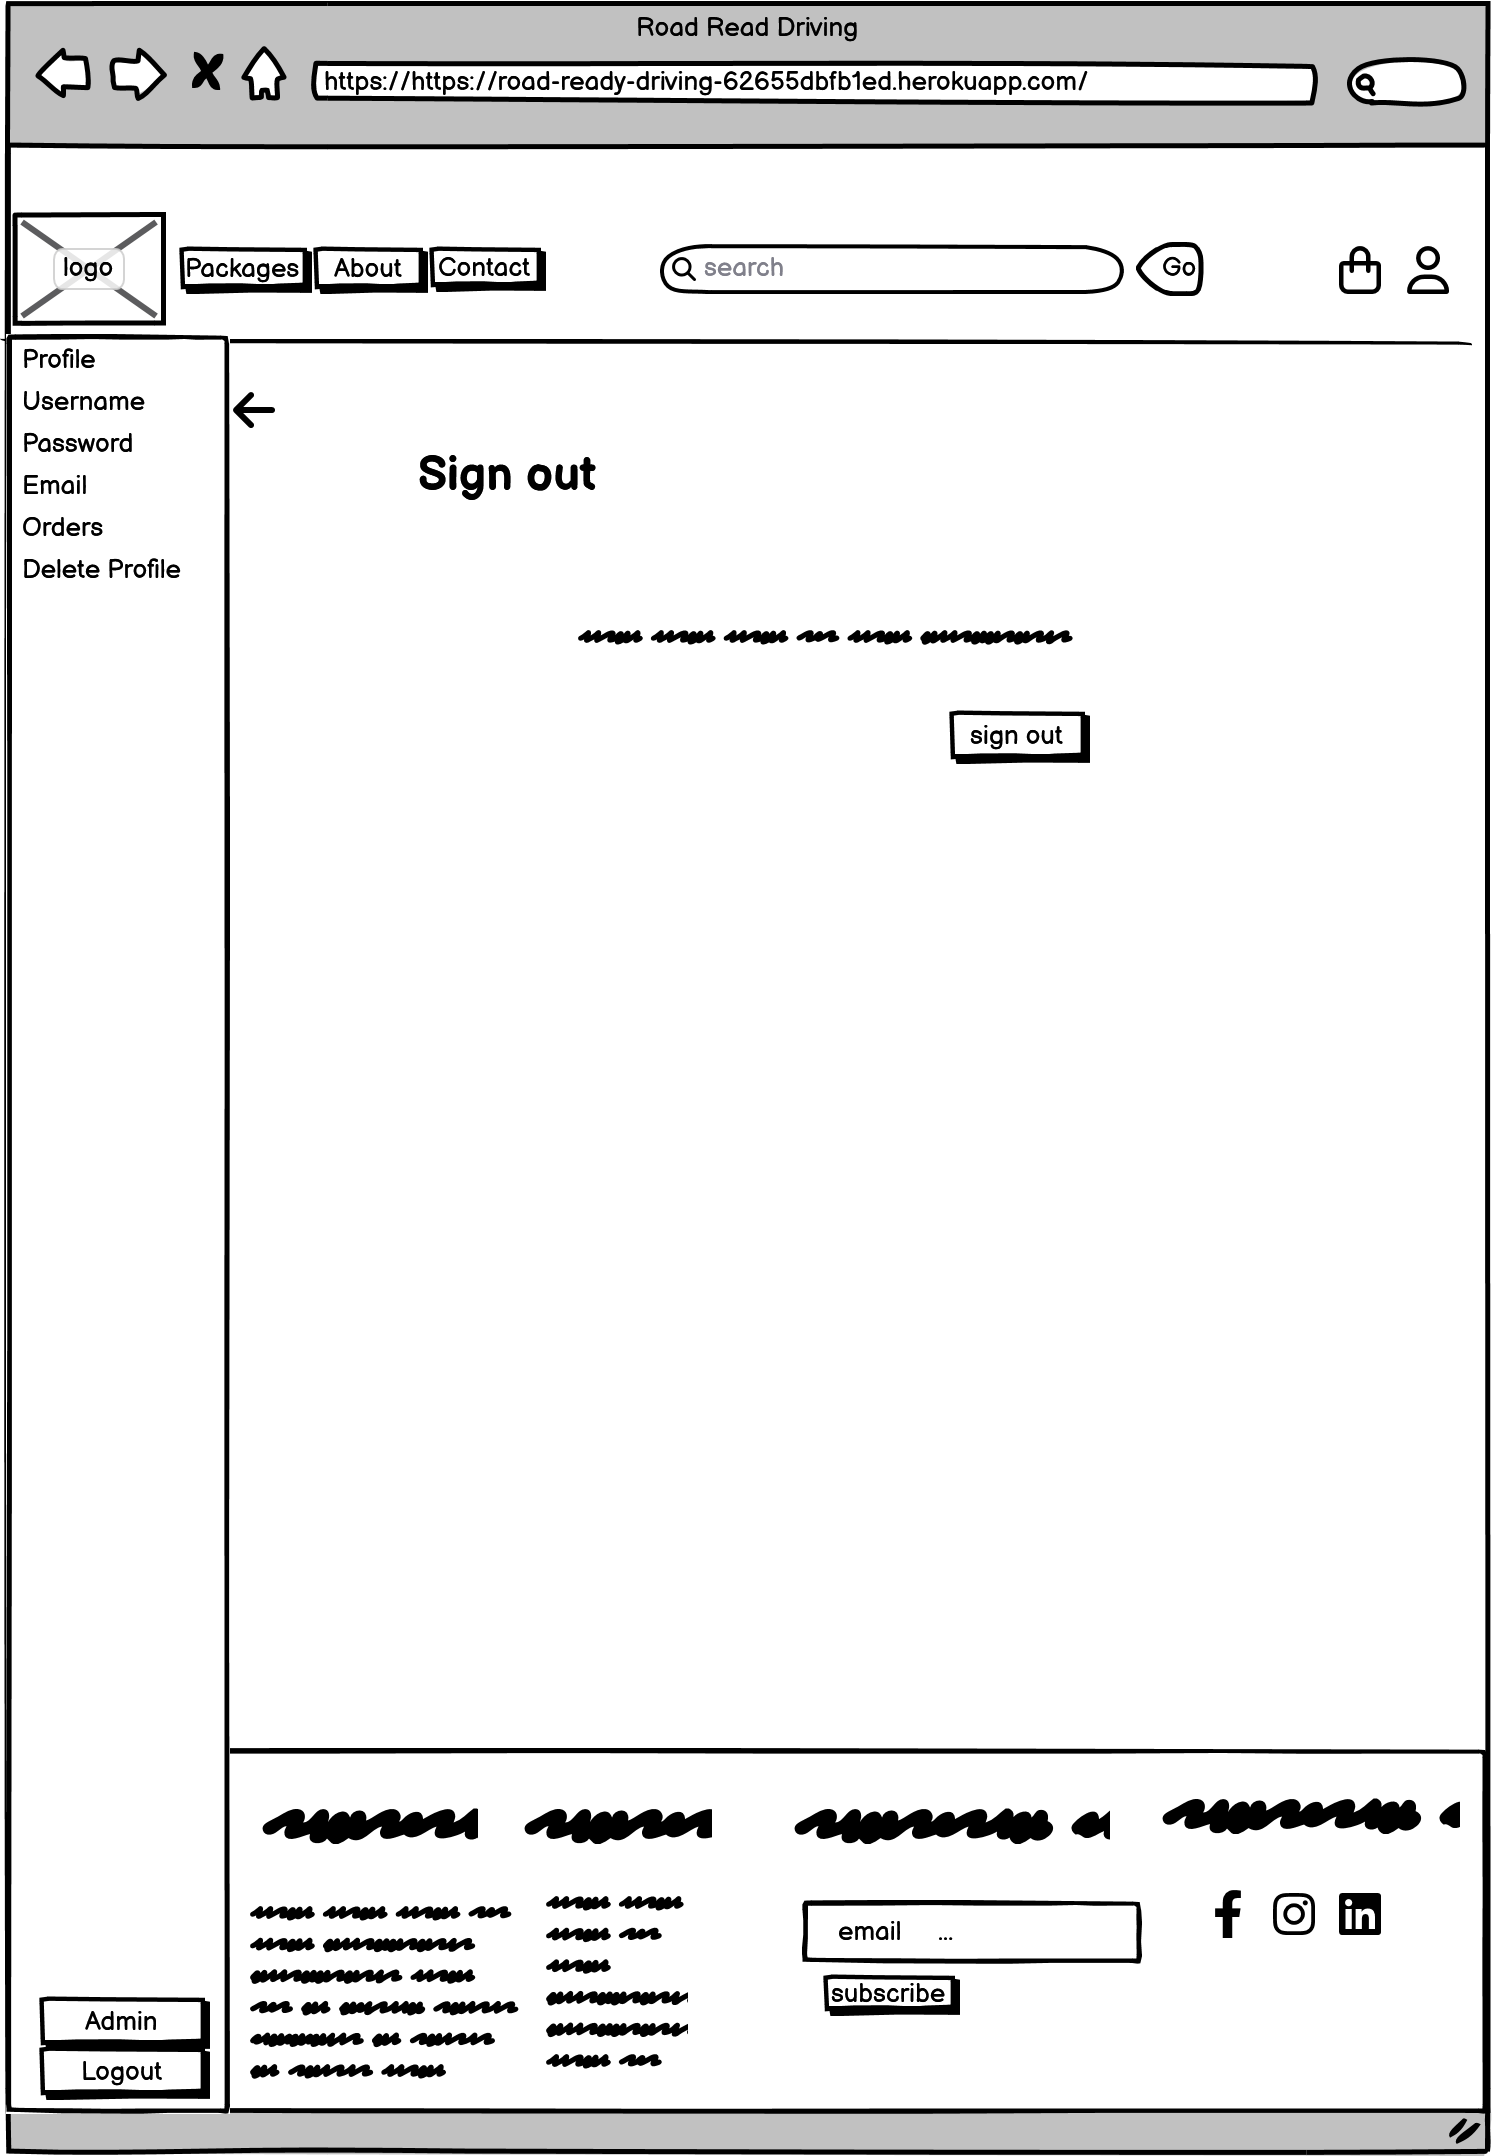 Road Read Driving
https://https://road-ready-driving-62655dbfb1ed.herokuapp.com/
logo
Packages
About
Contact
search
Go
Profile
Username
Password
Email
Orders
Delete Profile
Sign out
sign out
email ...
subscribe
Admin
Logout